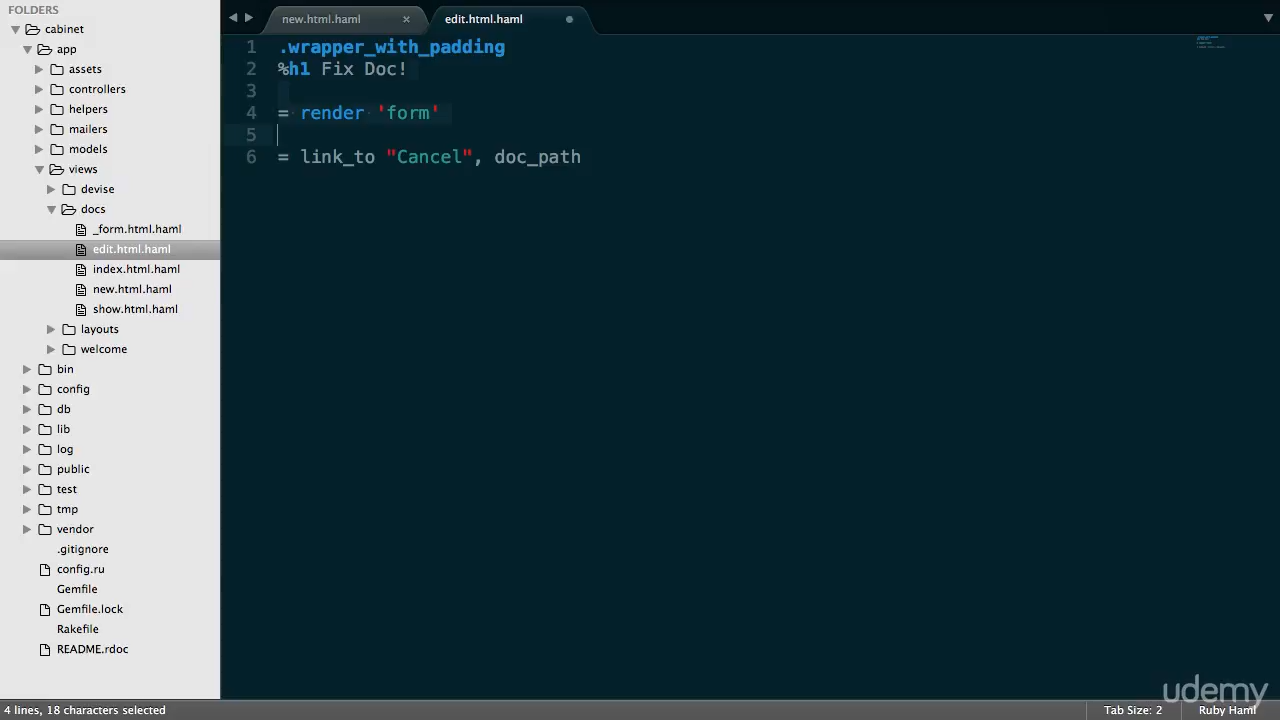 FOLDERS
cabinet
app
assets
controllers
helpers
mailers
models
views
devise
docs
_form.html.haml
edit.html.haml
index.html.haml
new.html.haml
show.html.haml
layouts
welcome
bin
config
db
lib
log
public
test
tmp
vendor
.gitignore
config.ru
Gemfile
Gemfile.lock
Rakefile
README.rdoc
new.html.haml ×
edit.html.haml
1 .wrapper_with_padding
2 %h1 Fix Doc!
3
4 = render 'form'
5
6 = link_to "Cancel", doc_path
udemy
4 lines, 18 characters selected
Tab Size: 2
Ruby Haml